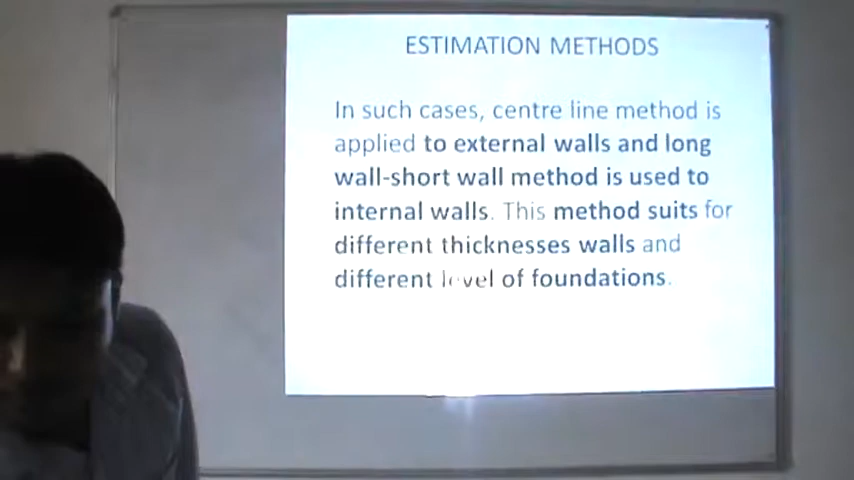 ESTIMATION METHODS
In such cases, centre line method is
applied to external walls and long
wall-short wall method is used to
internal walls. This method suits for
different thicknesses walls and
different level of foundations.